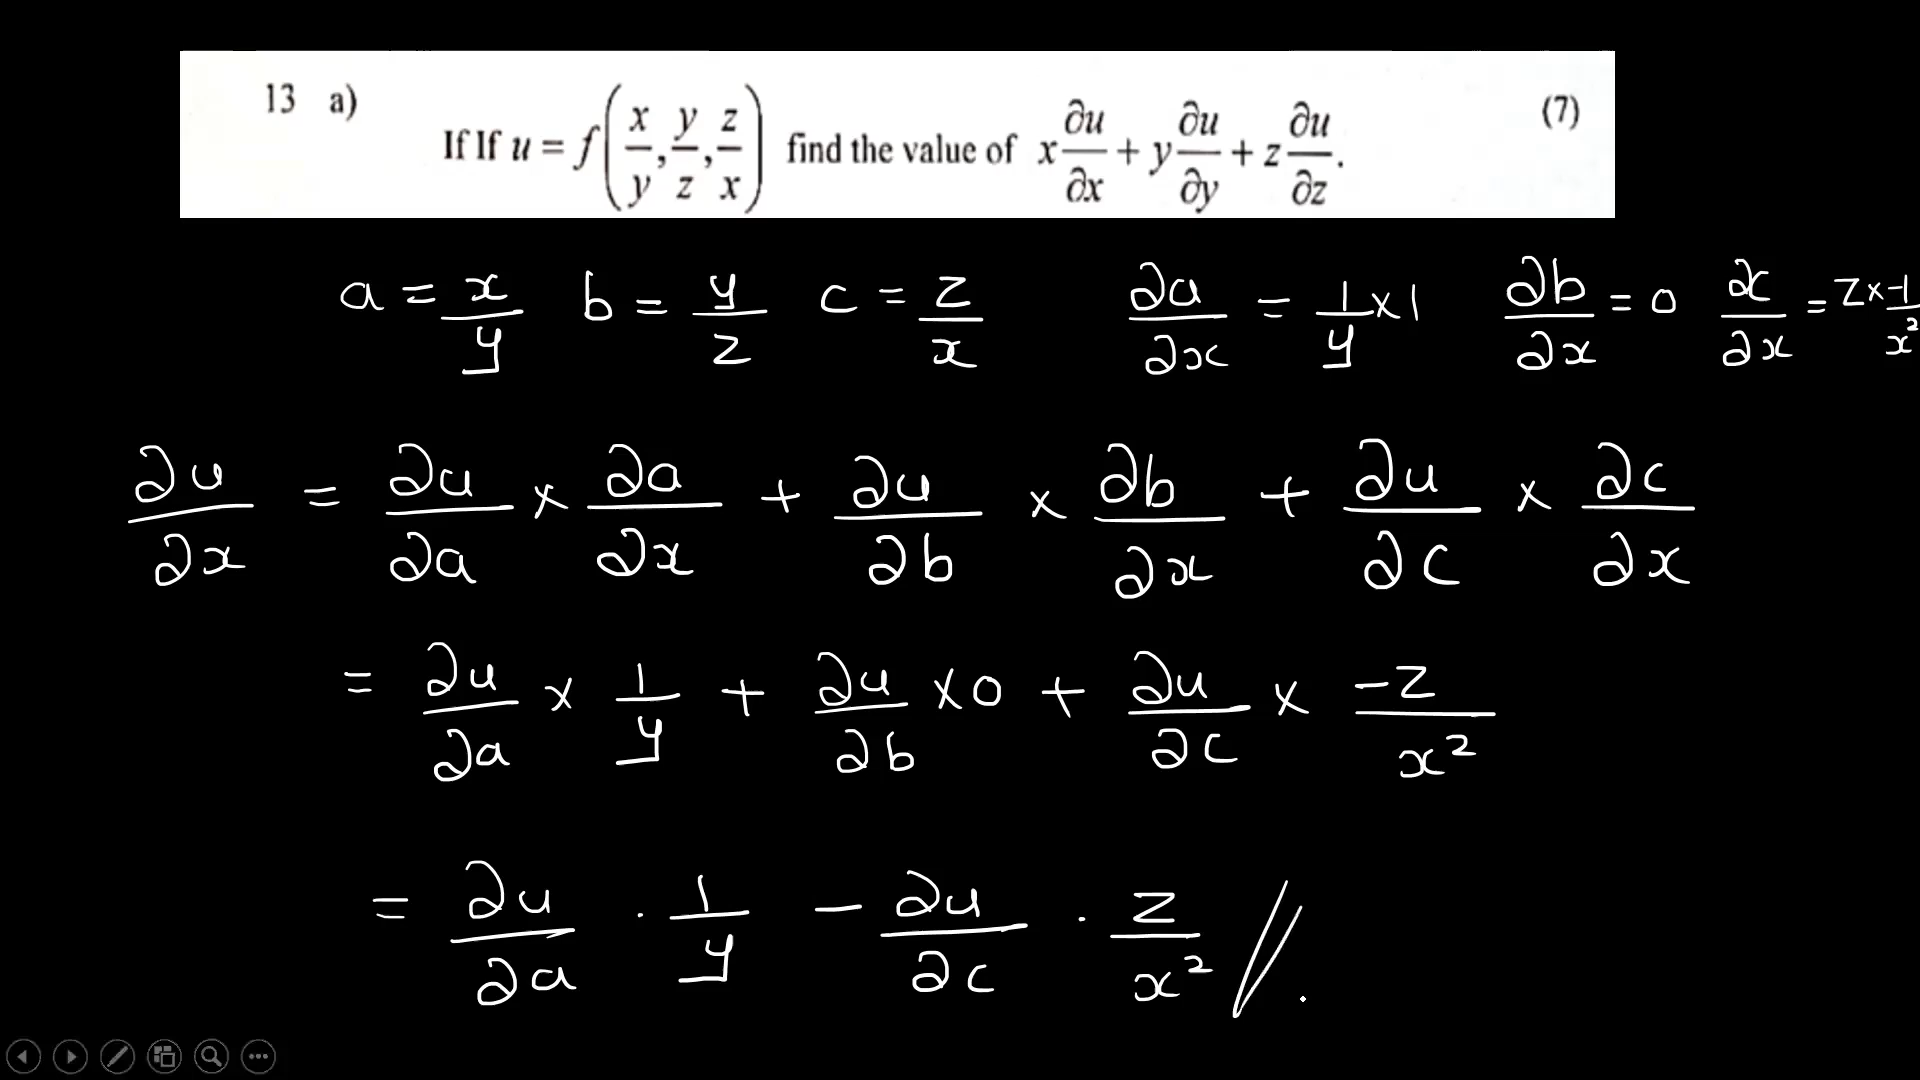 13 a) If If u = f(x/y, y/z, z/x) find the value of x ∂u/∂x + y ∂u/∂y + z ∂u/∂z. (7)
a = x/y b = y/z c = z/x ∂a/∂x = 1/y × 1 ∂b/∂x = 0 ∂c/∂x = z × -1/x²
∂u/∂x = ∂u/∂a × ∂a/∂x + ∂u/∂b × ∂b/∂x + ∂u/∂c × ∂c/∂x
= ∂u/∂a × 1/y + ∂u/∂b × 0 + ∂u/∂c × -z/x²
= ∂u/∂a · 1/y - ∂u/∂c · z/x² //